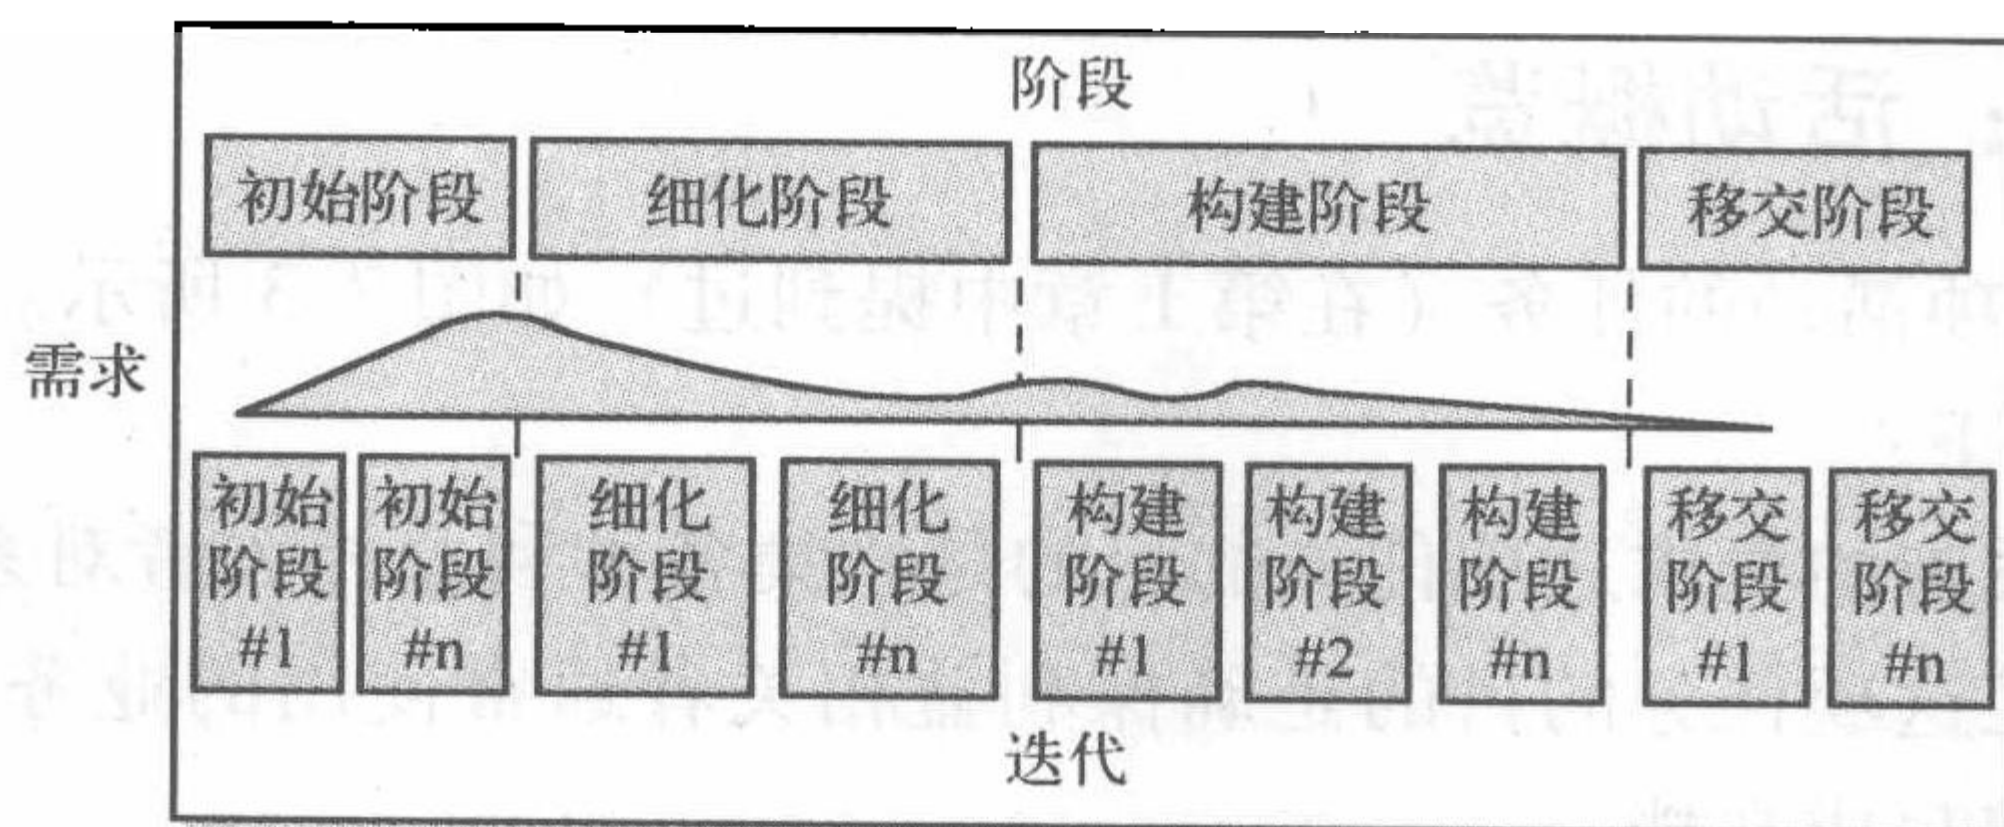 阶段
初始阶段 细化阶段 构建阶段 移交阶段
需求
初始 初始 细化 细化 构建 构建 构建 移交 移交
阶段 阶段 阶段 阶段 阶段 阶段 阶段 阶段 阶段
#1 #n #1 #n #1 #2 #n #1 #n
迭代